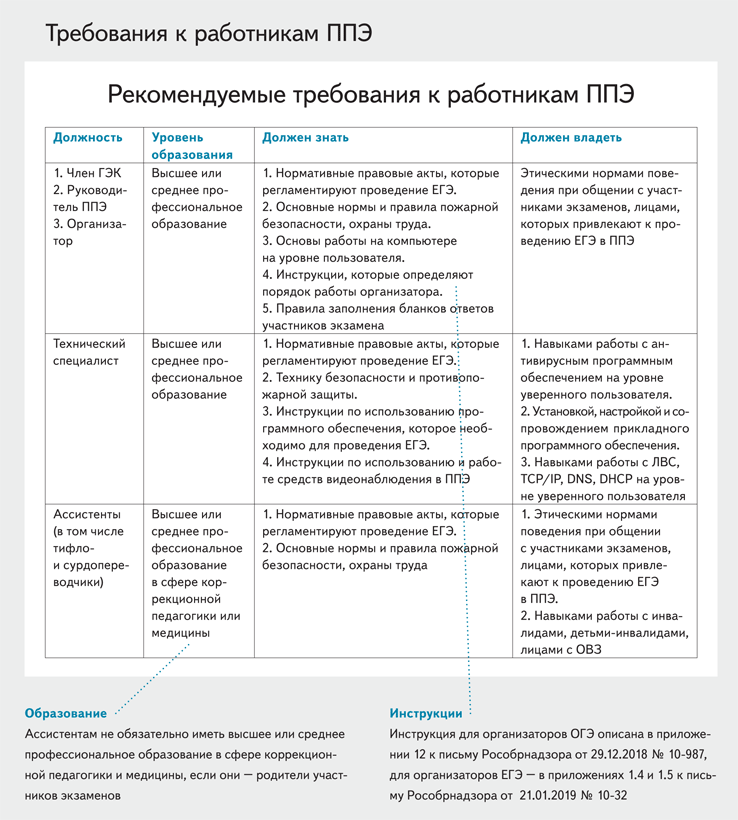 Требования к работникам ППЭ
Рекомендуемые требования к работникам ППЭ
Должность
Уровень
образования
Должен знать
Должен владеть
1. Член ГЭК
2. Руководи-
тель ППЭ
3. Организа-
тор
Высшее или
среднее про-
фессиональное
образование
1. Нормативные правовые акты, которые
регламентируют проведение ЕГЭ.
2. Основные нормы и правила пожарной
безопасности, охраны труда.
3. Основы работы на компьютере
на уровне пользователя.
4. Инструкции, которые определяют
порядок работы организатора.
5. Правила заполнения бланков ответов
участников экзамена
Этическими нормами пове-
дения при общении с участ-
никами экзаменов, лицами,
которых привлекают к про-
ведению ЕГЭ в ППЭ
Технический
специалист
Высшее или
среднее про-
фессиональное
образование
1. Нормативные правовые акты, которые
регламентируют проведение ЕГЭ.
2. Технику безопасности и противопо-
жарной защиты.
3. Инструкции по использованию про-
граммного обеспечения, которое необ-
ходимо для проведения ЕГЭ.
4. Инструкции по использованию и рабо-
те средств видеонаблюдения в ППЭ
1. Навыками работы с ан-
тивирусным программным
обеспечением на уровне
уверенного пользователя.
2. Установкой, настройкой и со-
провождением прикладного
программного обеспечения.
3. Навыками работы с ЛВС,
TCP/IP, DNS, DHCP на уров-
не уверенного пользователя
Ассистенты
(в том числе
тифло-
и сурдопере-
водчики)
Высшее или
среднее про-
фессиональное
образование
в сфере кор-
рекционной
педагогики или
медицины
1. Нормативные правовые акты, которые
регламентируют проведение ЕГЭ.
2. Основные нормы и правила пожарной
безопасности, охраны труда
1. Этическими нормами
поведения при общении
с участниками экзаменов,
лицами, которых привле-
кают к проведению ЕГЭ
в ППЭ.
2. Навыками работы с инва-
лидами, детьми-инвалидами,
лицами с ОВЗ
Образование
Ассистентам не обязательно иметь высшее или среднее
профессиональное образование в сфере коррекцион-
ной педагогики и медицины, если они — родители участ-
ников экзаменов
Инструкции
Инструкция для организаторов ОГЭ описана в приложе-
нии 12 к письму Рособрнадзора от 29.12.2018 № 10-987,
для организаторов ЕГЭ — в приложениях 1.4 и 1.5 к пись-
му Рособрнадзора от 21.01.2019 № 10-32